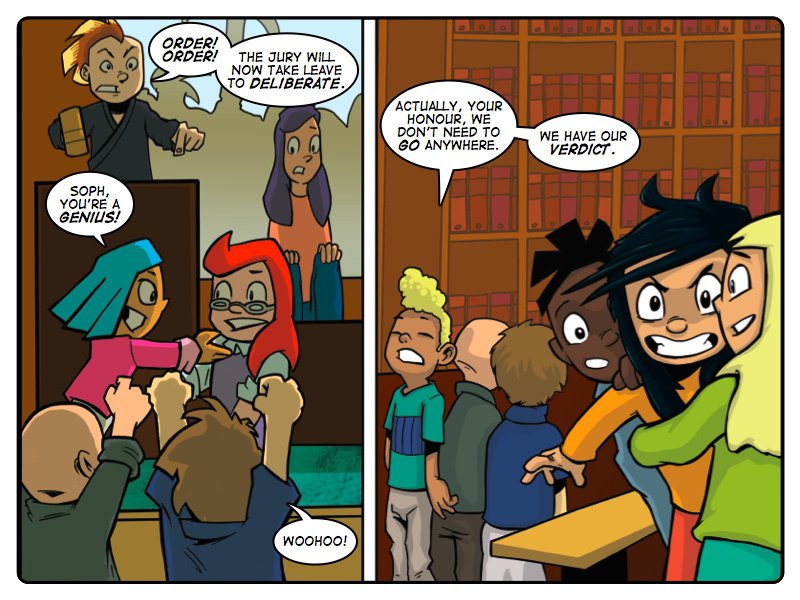 ORDER!
ORDER!
THE JURY WILL
NOW TAKE LEAVE
TO DELIBERATE.
SOPH,
YOU'RE A
GENIUS!
WOOHOO!
ACTUALLY, YOUR
HONOUR, WE
DON'T NEED TO
GO ANYWHERE.
WE HAVE OUR
VERDICT.